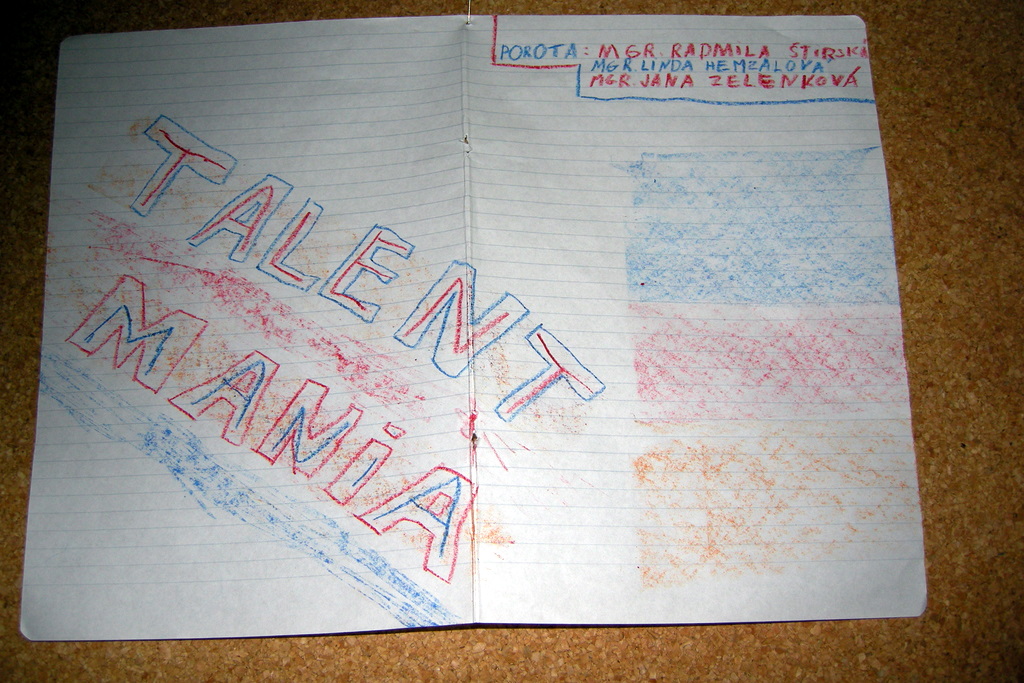 POROTA: MGR. RADMILA ŠTIRSKÁ
MGR. LINDA HEMZALOVÁ
MGR. JANA ZELENKOVÁ
TALENT
MANiA